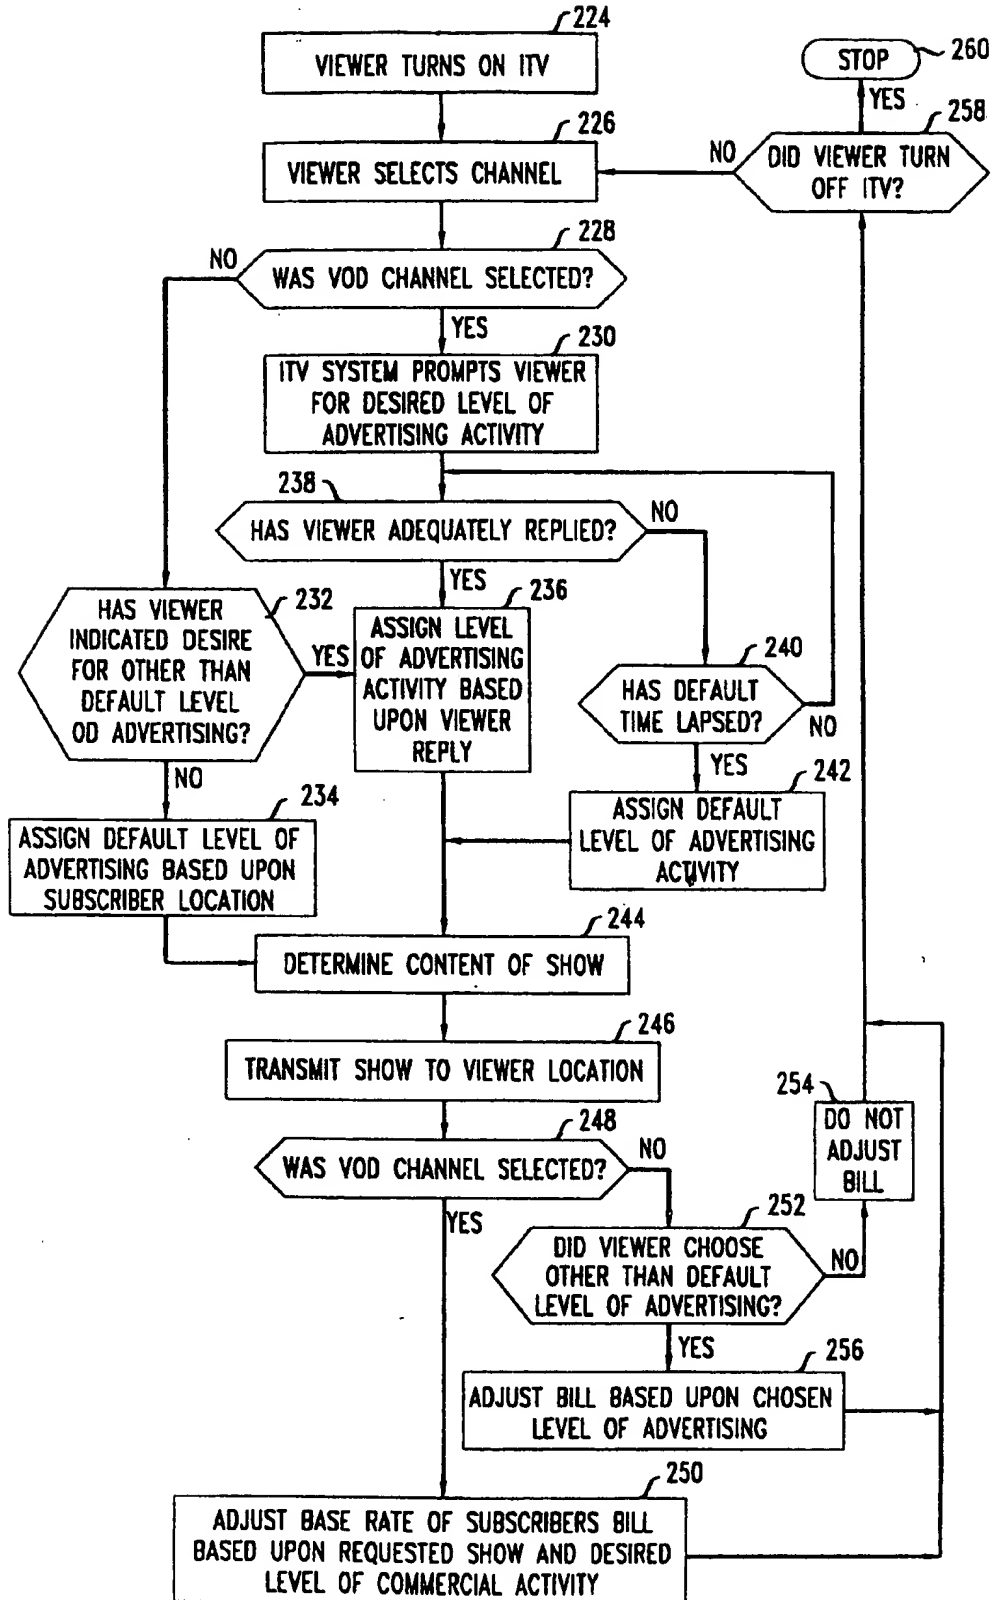 224
VIEWER TURNS ON ITV
260
STOP
YES
258
DID VIEWER TURN
OFF ITV?
NO
226
VIEWER SELECTS CHANNEL
228
WAS VOD CHANNEL SELECTED?
NO
YES
230
ITV SYSTEM PROMPTS VIEWER
FOR DESIRED LEVEL OF
ADVERTISING ACTIVITY
238
HAS VIEWER ADEQUATELY REPLIED?
NO
YES
232
HAS VIEWER
INDICATED DESIRE
FOR OTHER THAN
DEFAULT LEVEL
OD ADVERTISING?
YES
NO
236
ASSIGN LEVEL
OF ADVERTISING
ACTIVITY BASED
UPON VIEWER
REPLY
240
HAS DEFAULT
TIME LAPSED?
NO
YES
242
ASSIGN DEFAULT
LEVEL OF ADVERTISING
ACTIVITY
234
ASSIGN DEFAULT LEVEL OF
ADVERTISING BASED UPON
SUBSCRIBER LOCATION
244
DETERMINE CONTENT OF SHOW
246
TRANSMIT SHOW TO VIEWER LOCATION
248
WAS VOD CHANNEL SELECTED?
NO
YES
254
DO NOT
ADJUST
BILL
252
DID VIEWER CHOOSE
OTHER THAN DEFAULT
LEVEL OF ADVERTISING?
NO
YES
256
ADJUST BILL BASED UPON CHOSEN
LEVEL OF ADVERTISING
250
ADJUST BASE RATE OF SUBSCRIBERS BILL
BASED UPON REQUESTED SHOW AND DESIRED
LEVEL OF COMMERCIAL ACTIVITY